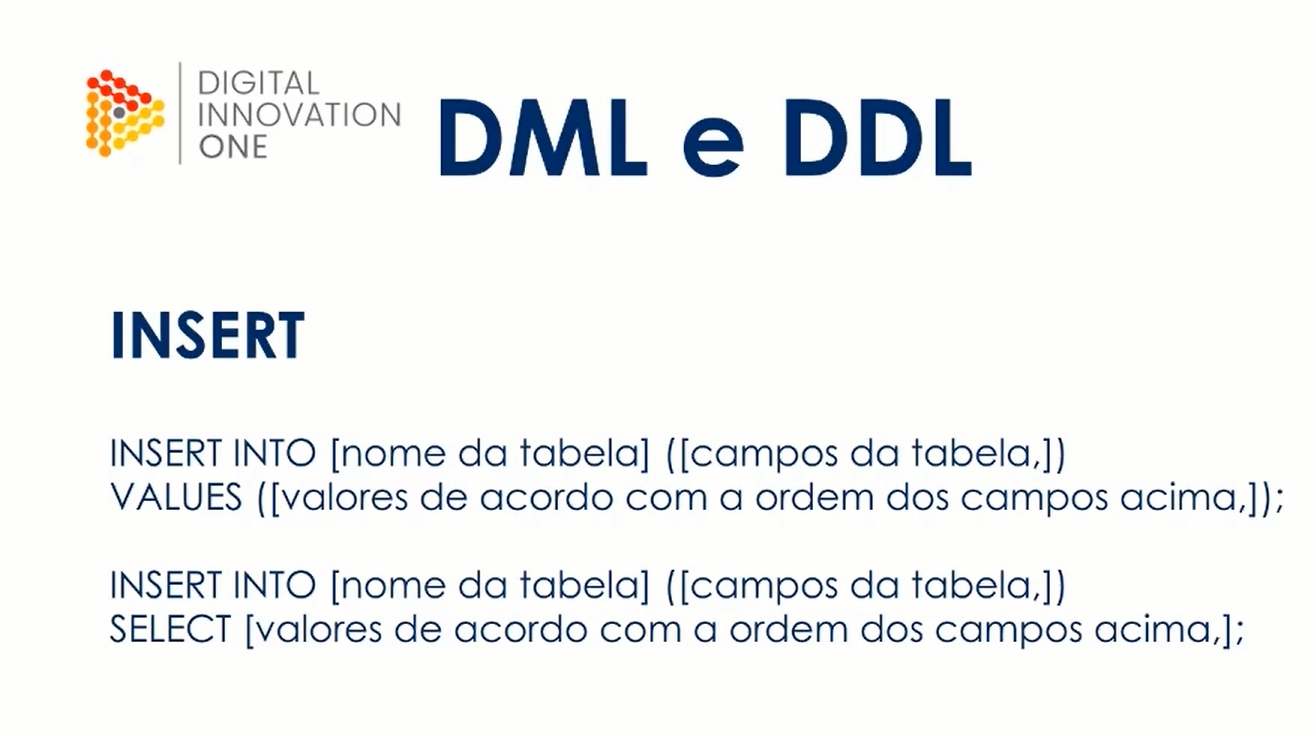 DIGITAL
INNOVATION
ONE
DML e DDL
INSERT
INSERT INTO [nome da tabela] ([campos da tabela,])
VALUES ([valores de acordo com a ordem dos campos acima,]);
INSERT INTO [nome da tabela] ([campos da tabela,])
SELECT [valores de acordo com a ordem dos campos acima,];